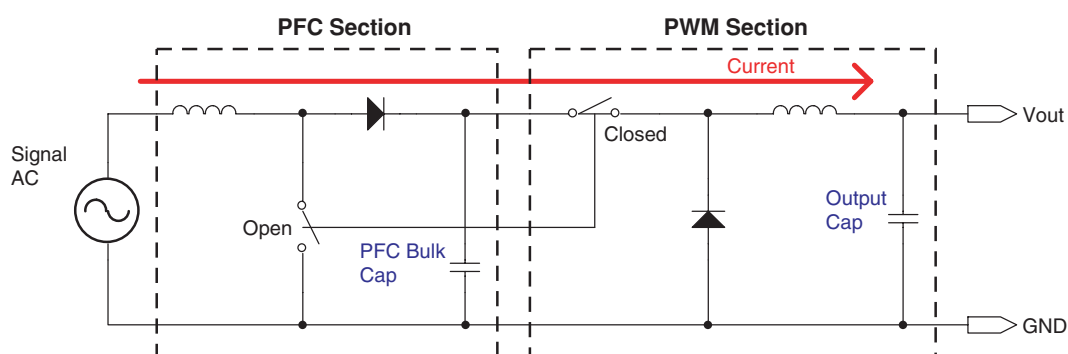 PFC Section
PWM Section
Current
Closed
Vout
Signal
AC
Open
PFC Bulk
Cap
Output
Cap
GND